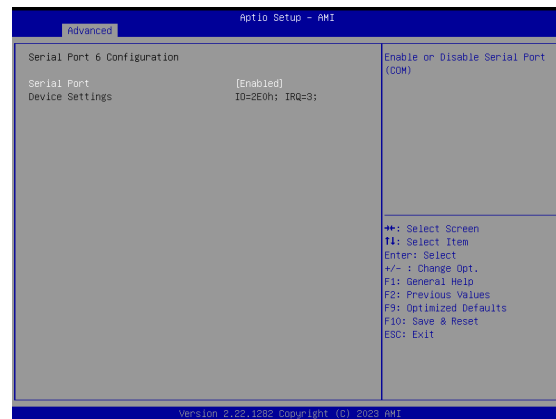 Aptio Setup - AMI
Advanced
Serial Port 6 Configuration
Serial Port [Enabled]
Device Settings IO=2E0h; IRQ=3;
Enable or Disable Serial Port
(COM)
→←: Select Screen
↑↓: Select Item
Enter: Select
+/- : Change Opt.
F1: General Help
F2: Previous Values
F9: Optimized Defaults
F10: Save & Reset
ESC: Exit
Version 2.22.1282 Copyright (C) 2023 AMI